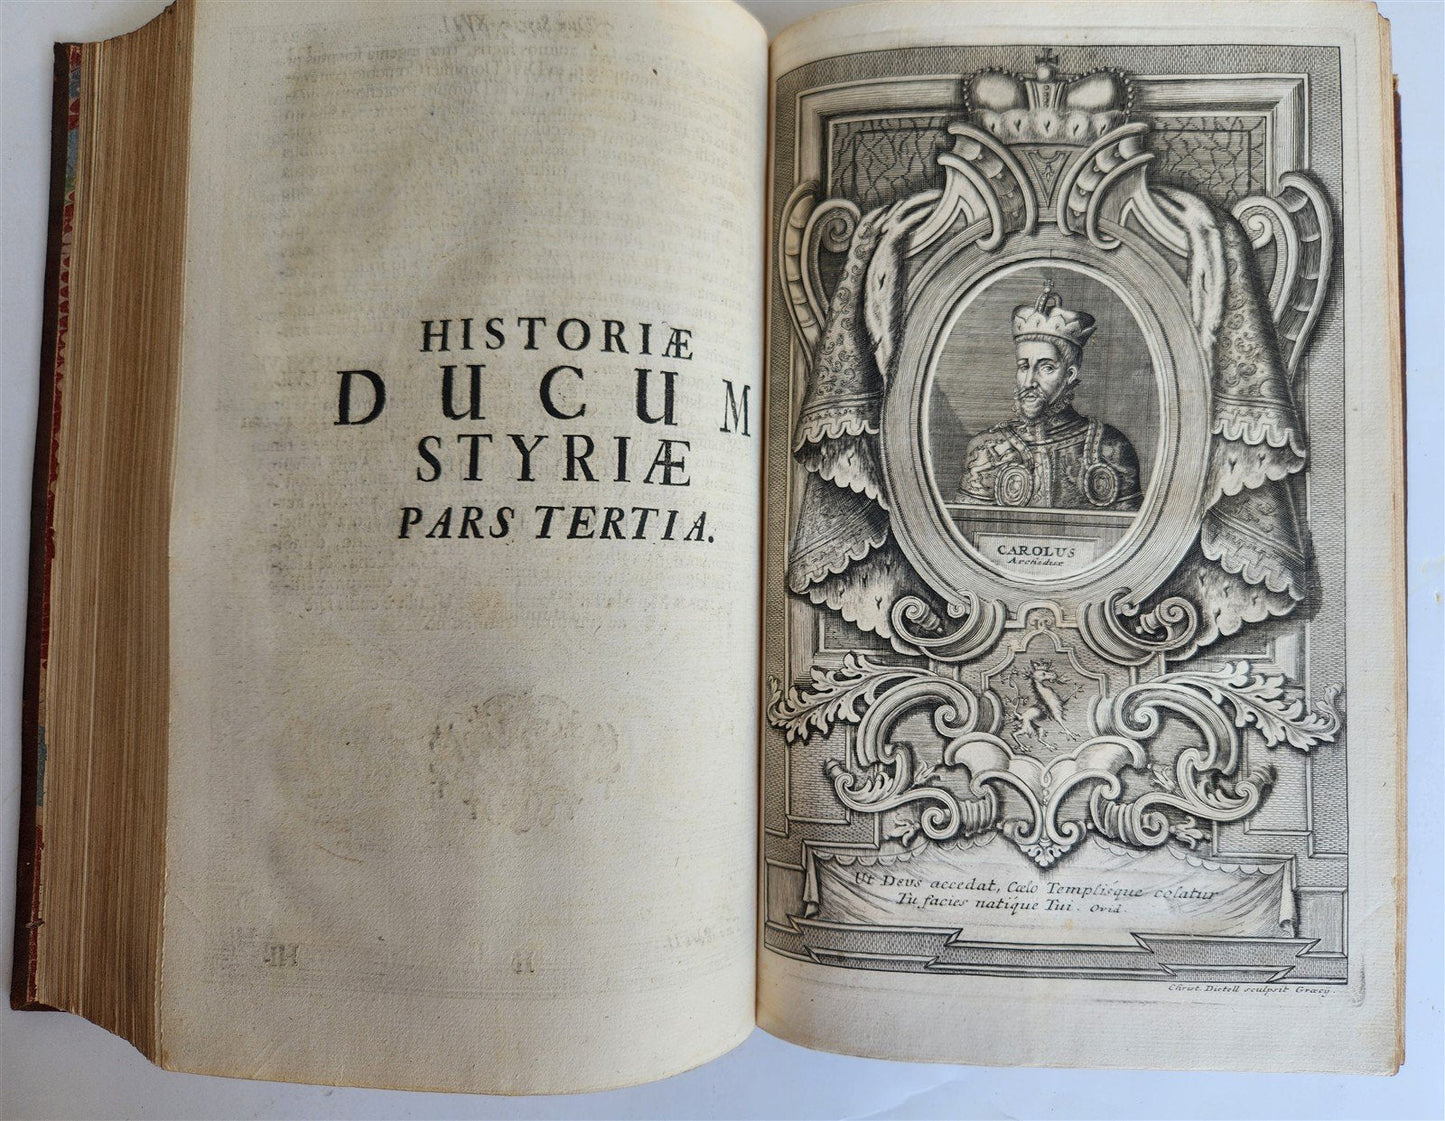 HISTORIÆ
DUCUM
STYRIÆ
PARS TERTIA.
CAROLUS
Archidux
Ut Deus accedat, Cœlo Templisque colatur
Tu facies natique Tui. Ovid.
Christ. Dietell sculpsit Græcij.